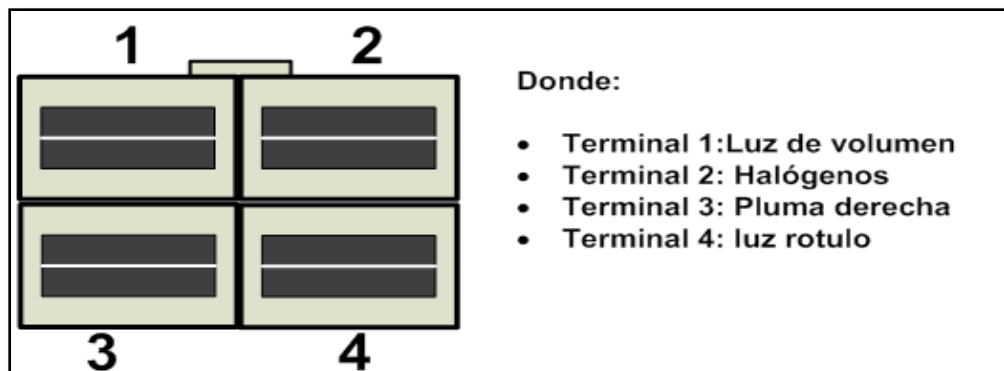 1 2
Donde:
• Terminal 1:Luz de volumen
• Terminal 2: Halógenos
• Terminal 3: Pluma derecha
• Terminal 4: luz rotulo
3 4